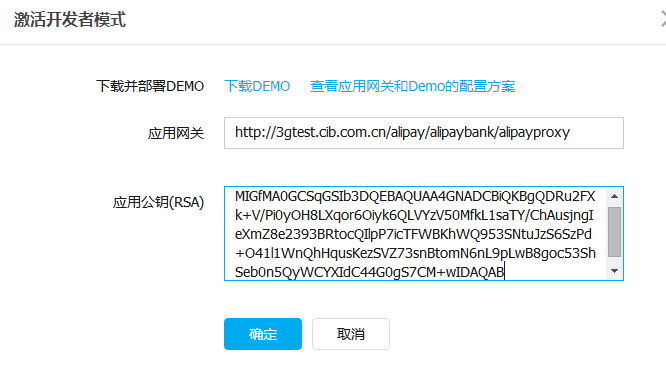 激活开发者模式
下载并部署DEMO 下载DEMO 查看应用网关和Demo的配置方案
应用网关 http://3gtest.cib.com.cn/alipay/alipaybank/alipayproxy
应用公钥(RSA)
MIGfMA0GCSqGSIb3DQEBAQUAA4GNADCBiQKBgQDRu2FX
k+V/Pi0yOH8LXqor6Oiyk6QLVYzV50MfkL1saTY/ChAusjngI
eXmZ8e2393BRtocQIlpP7icTFWBKhWQ953SNtuJzS6SzPd
+O41l1WnQhHqusKezSVZ73snBtomN6nL9pLwB8goc53Sh
Seb0n5QyWCYXIdC44G0gS7CM+wIDAQAB
确定 取消